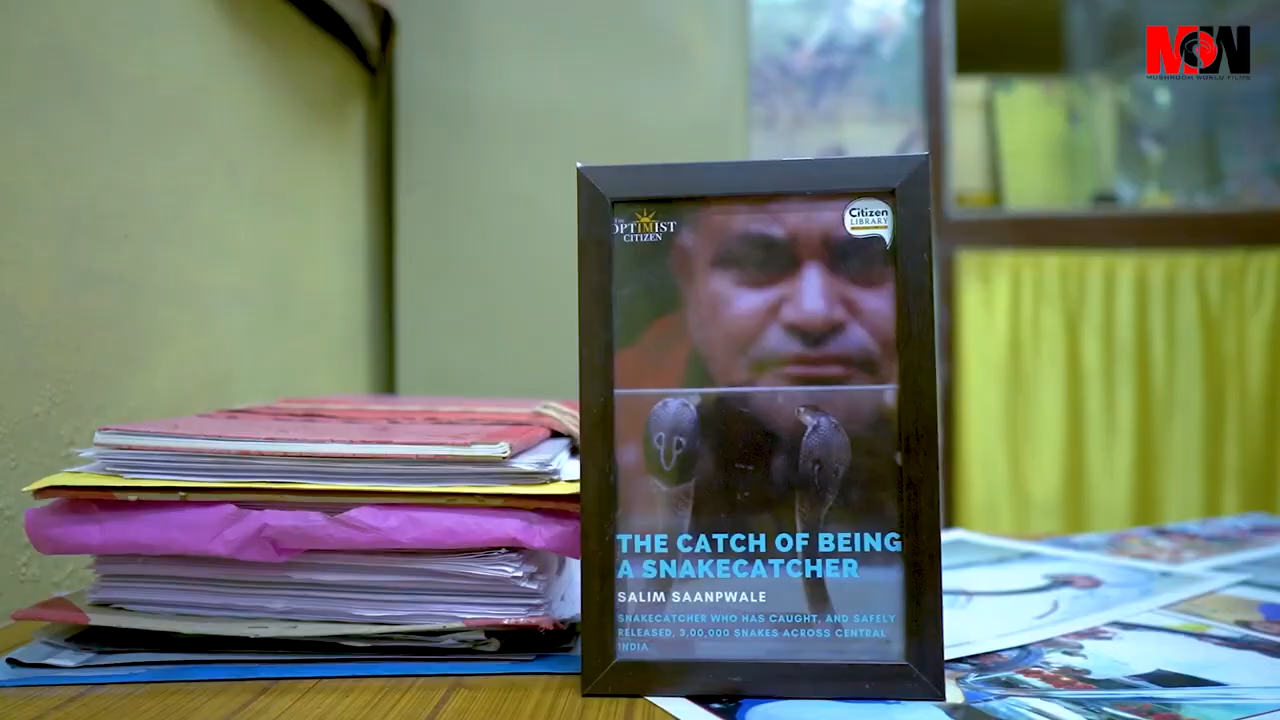 MW
MUSHROOM WORLD FILMS
THE
OPTIMIST
CITIZEN
Citizen
LIBRARY
THE CATCH OF BEING
A SNAKECATCHER
SALIM SAANPWALE
SNAKECATCHER WHO HAS CAUGHT, AND SAFELY
RELEASED, 3,00,000 SNAKES ACROSS CENTRAL
INDIA